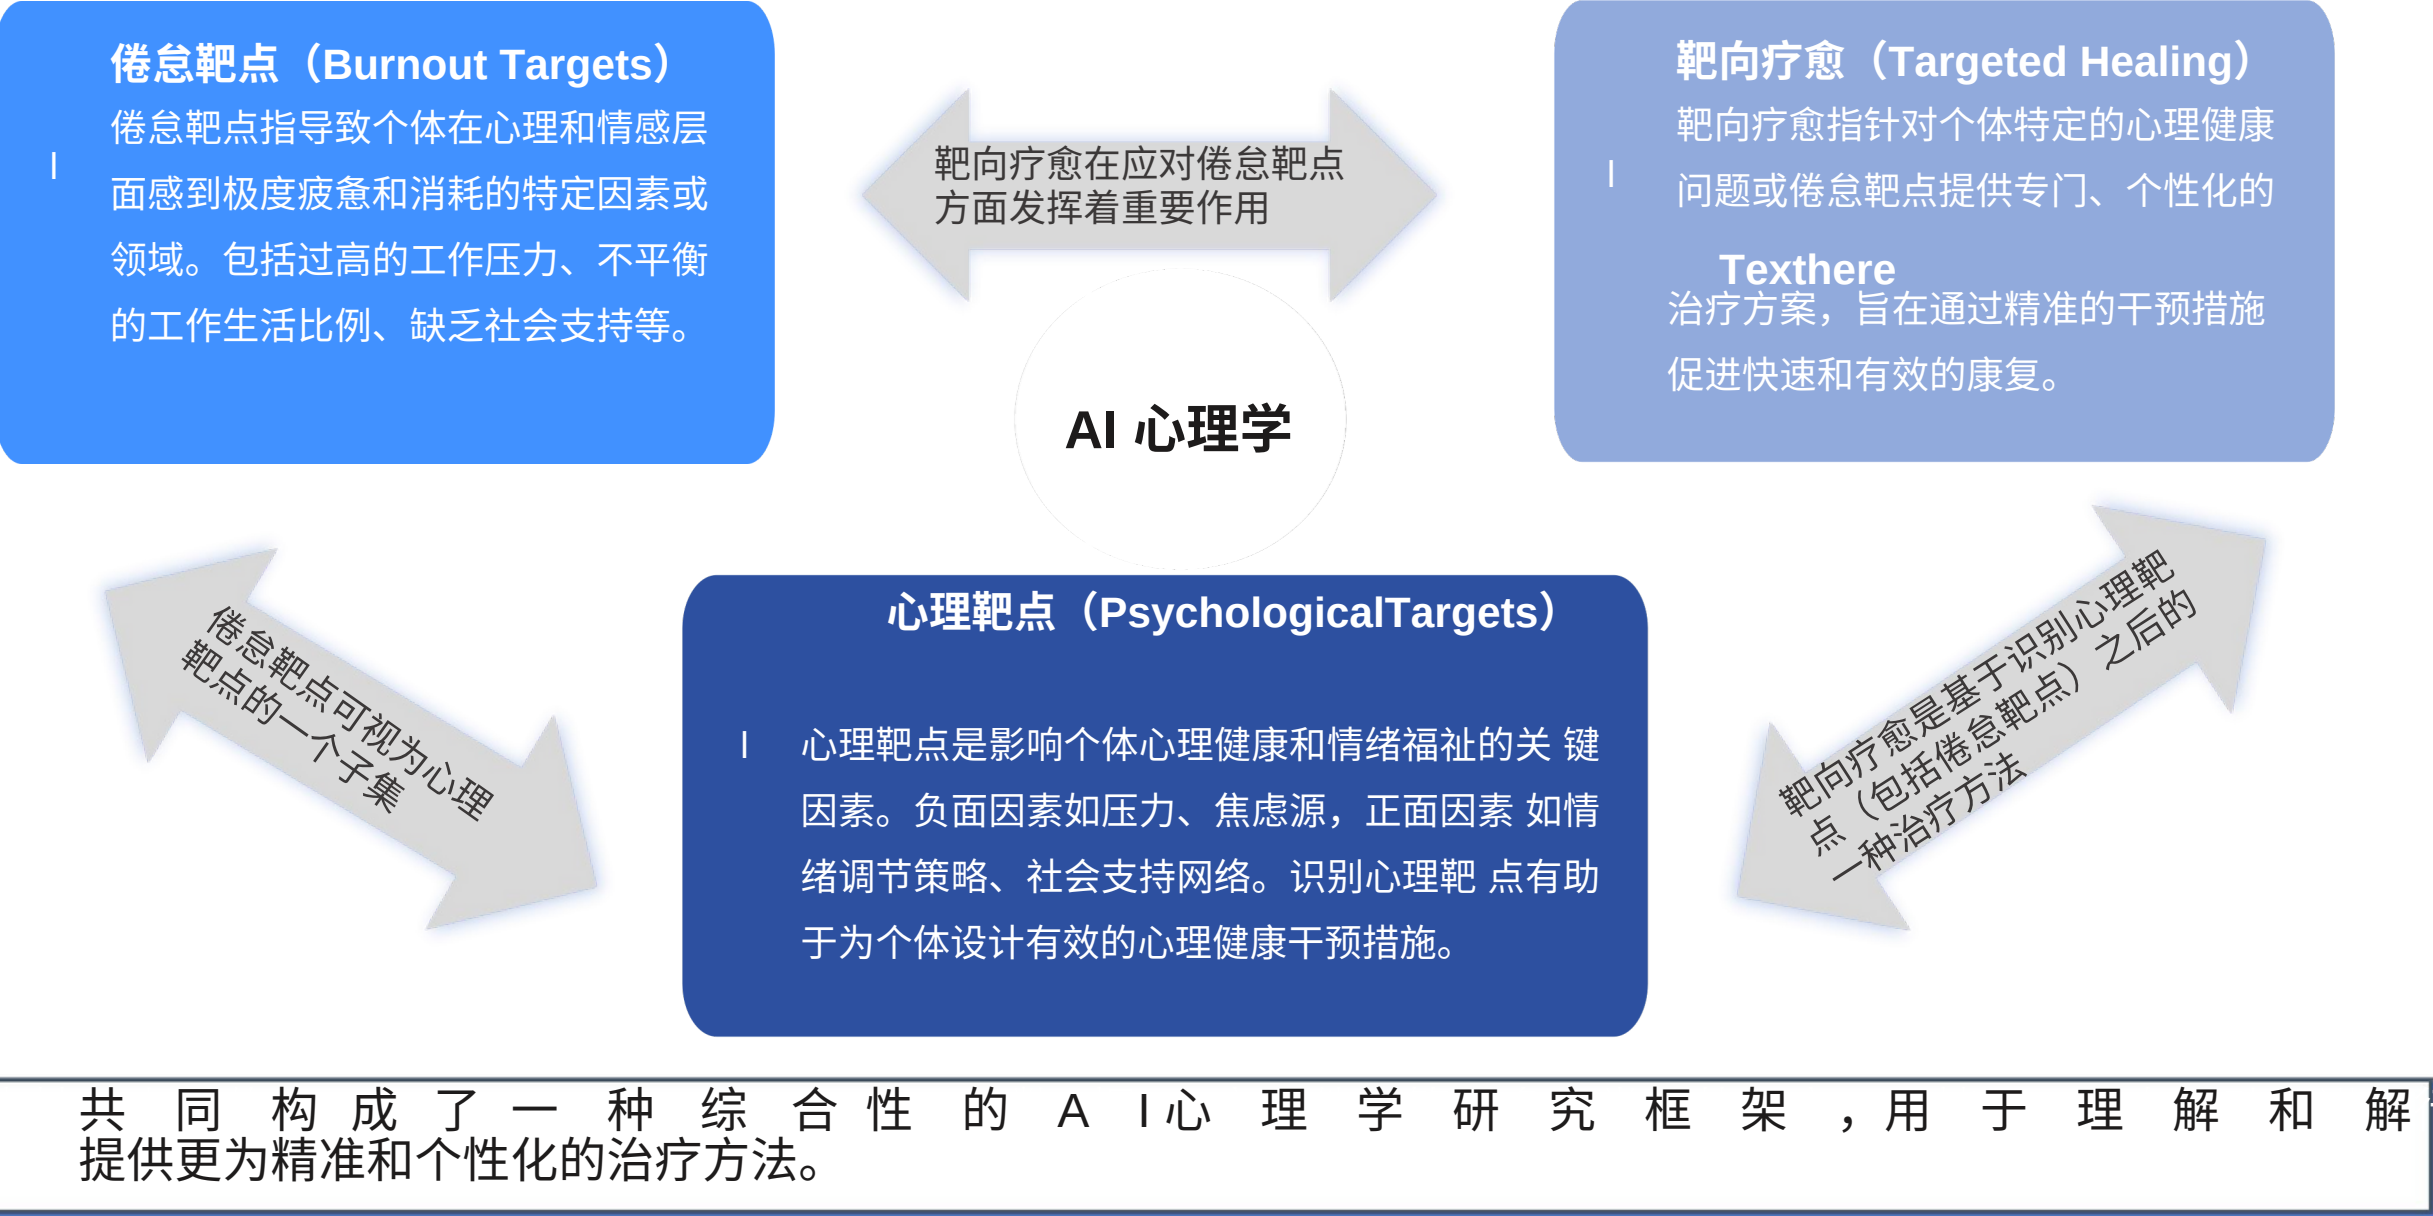 倦怠靶点（Burnout Targets）
倦怠靶点指导致个体在心理和情感层
面感到极度疲惫和消耗的特定因素或
领域。包括过高的工作压力、不平衡
的工作生活比例、缺乏社会支持等。
靶向疗愈在应对倦怠靶点
方面发挥着重要作用
靶向疗愈（Targeted Healing）
靶向疗愈指针对个体特定的心理健康
问题或倦怠靶点提供专门、个性化的
Texthere
治疗方案，旨在通过精准的干预措施
促进快速和有效的康复。
AI 心理学
倦怠靶点可视为心理
靶点的一个子集
心理靶点（PsychologicalTargets）
心理靶点是影响个体心理健康和情绪福祉的关 键
因素。负面因素如压力、焦虑源，正面因素 如情
绪调节策略、社会支持网络。识别心理靶 点有助
于为个体设计有效的心理健康干预措施。
靶向疗愈是基于识别心理靶
点（包括倦怠靶点）之后的
一种治疗方法
共同构成了一种综合性的AI心理学研究框架，用于理解和解
提供更为精准和个性化的治疗方法。